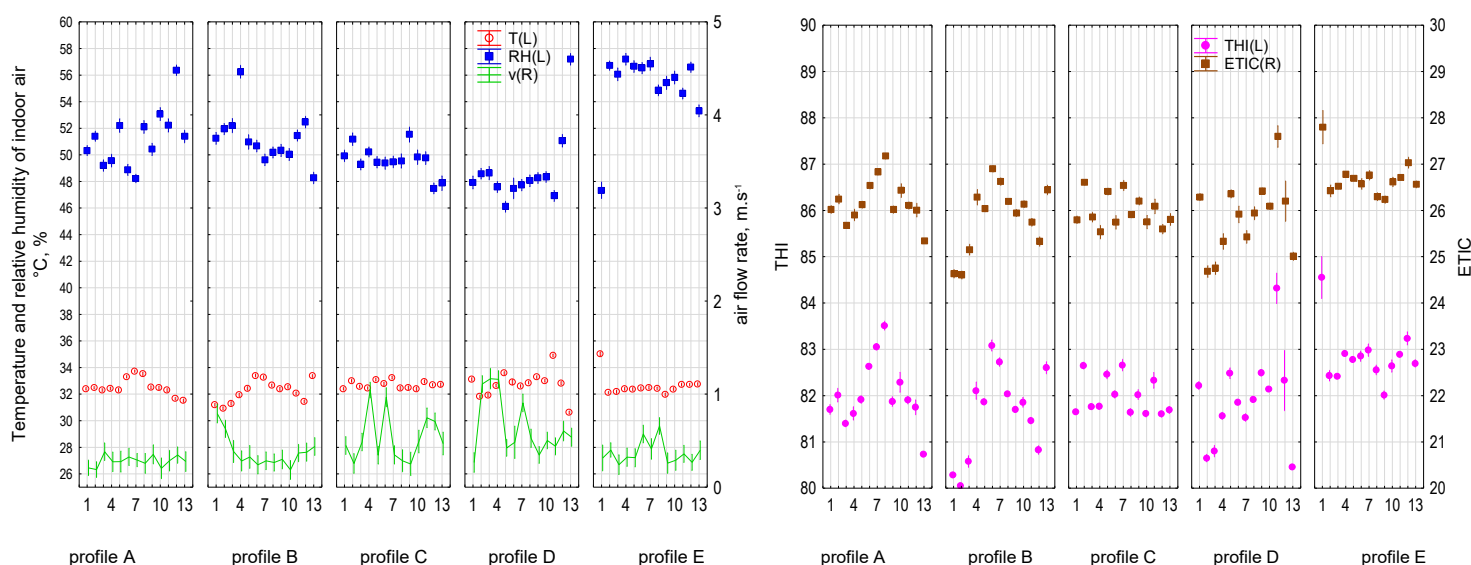 Temperature and relative humidity of indoor air
°C, %
60
58
56
54
52
50
48
46
44
42
40
38
36
34
32
30
28
26
T(L)
RH(L)
v(R)
5
4
3
2
1
0
air flow rate, m.s-1
1 4 7 10 13
1 4 7 10 13
1 4 7 10 13
1 4 7 10 13
1 4 7 10 13
profile A
profile B
profile C
profile D
profile E
THI
90
89
88
87
86
85
84
83
82
81
80
THI(L)
ETIC(R)
30
29
28
27
26
25
24
23
22
21
20
ETIC
1 4 7 10 13
1 4 7 10 13
1 4 7 10 13
1 4 7 10 13
1 4 7 10 13
profile A
profile B
profile C
profile D
profile E